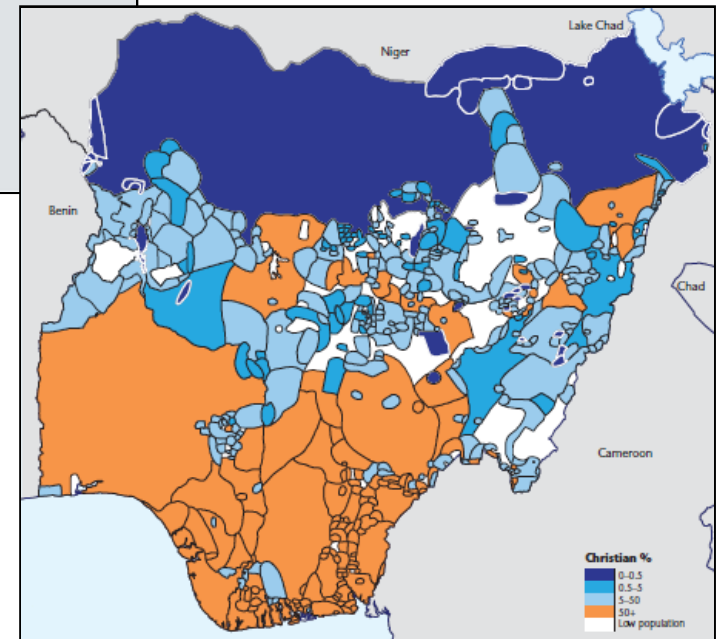 Lake Chad
Niger
Benin
Chad
Cameroon
Christian %
0–0.5
0.5–5
5–50
50+
Low population